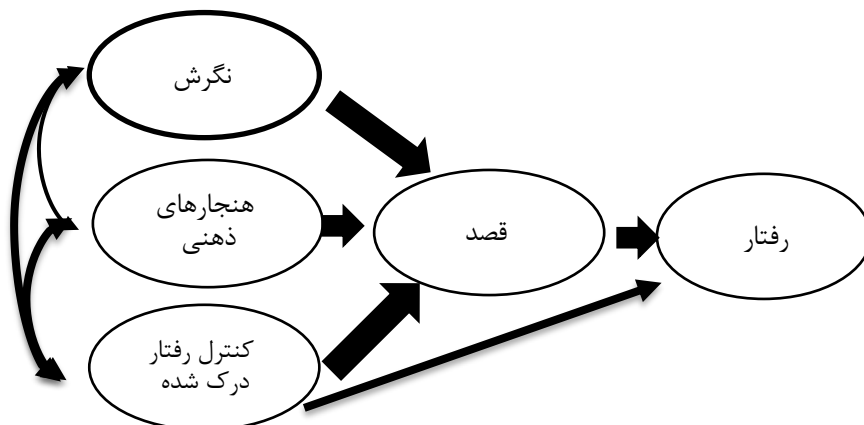 نگرش
هنجارهای
ذهنی
قصد
رفتار
کنترل رفتار
درک شده